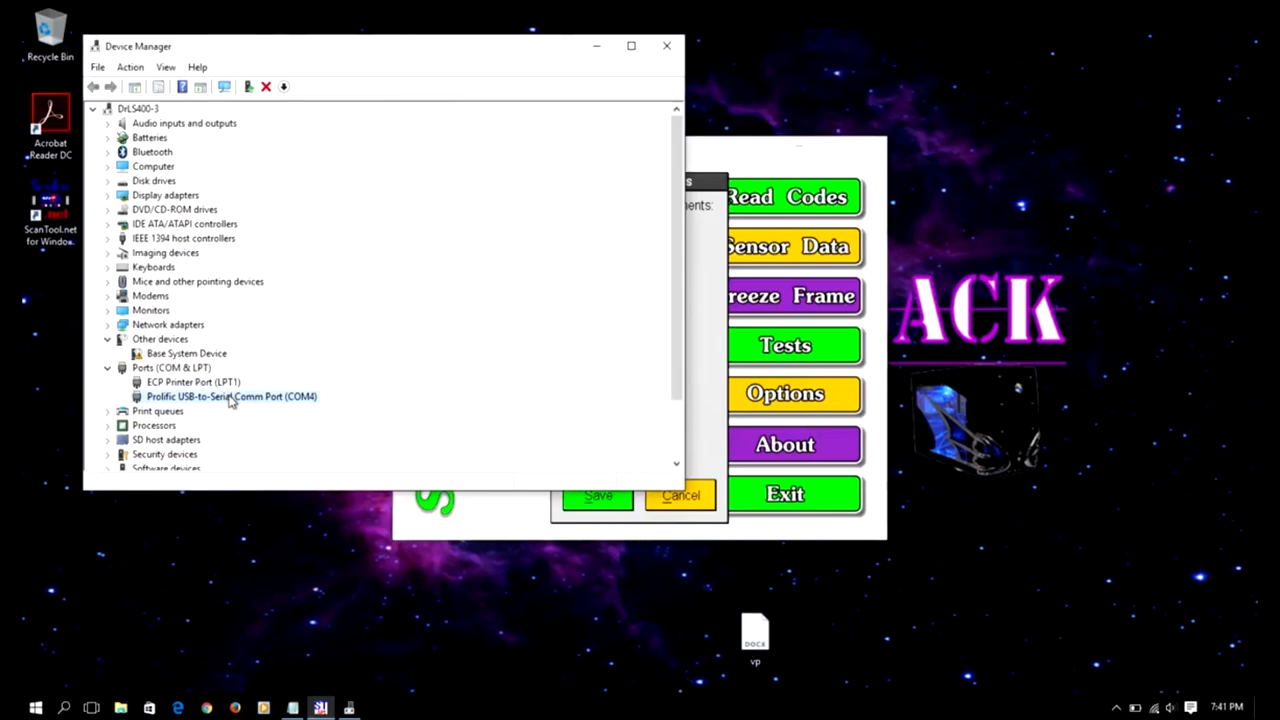 Recycle Bin
Acrobat
Reader DC
ScanTool.net
for Window
Device Manager
File Action View Help
DrLS400-3
Audio inputs and outputs
Batteries
Bluetooth
Computer
Disk drives
Display adapters
DVD/CD-ROM drives
IDE ATA/ATAPI controllers
IEEE 1394 host controllers
Imaging devices
Keyboards
Mice and other pointing devices
Modems
Monitors
Network adapters
Other devices
Base System Device
Ports (COM & LPT)
ECP Printer Port (LPT1)
Prolific USB-to-Serial Comm Port (COM4)
Print queues
Processors
SD host adapters
Security devices
Software devices
s
ents:
Save Cancel
S
Read Codes
Sensor Data
reeze Frame
Tests
Options
About
Exit
ACK
DOCX
vp
7:41 PM